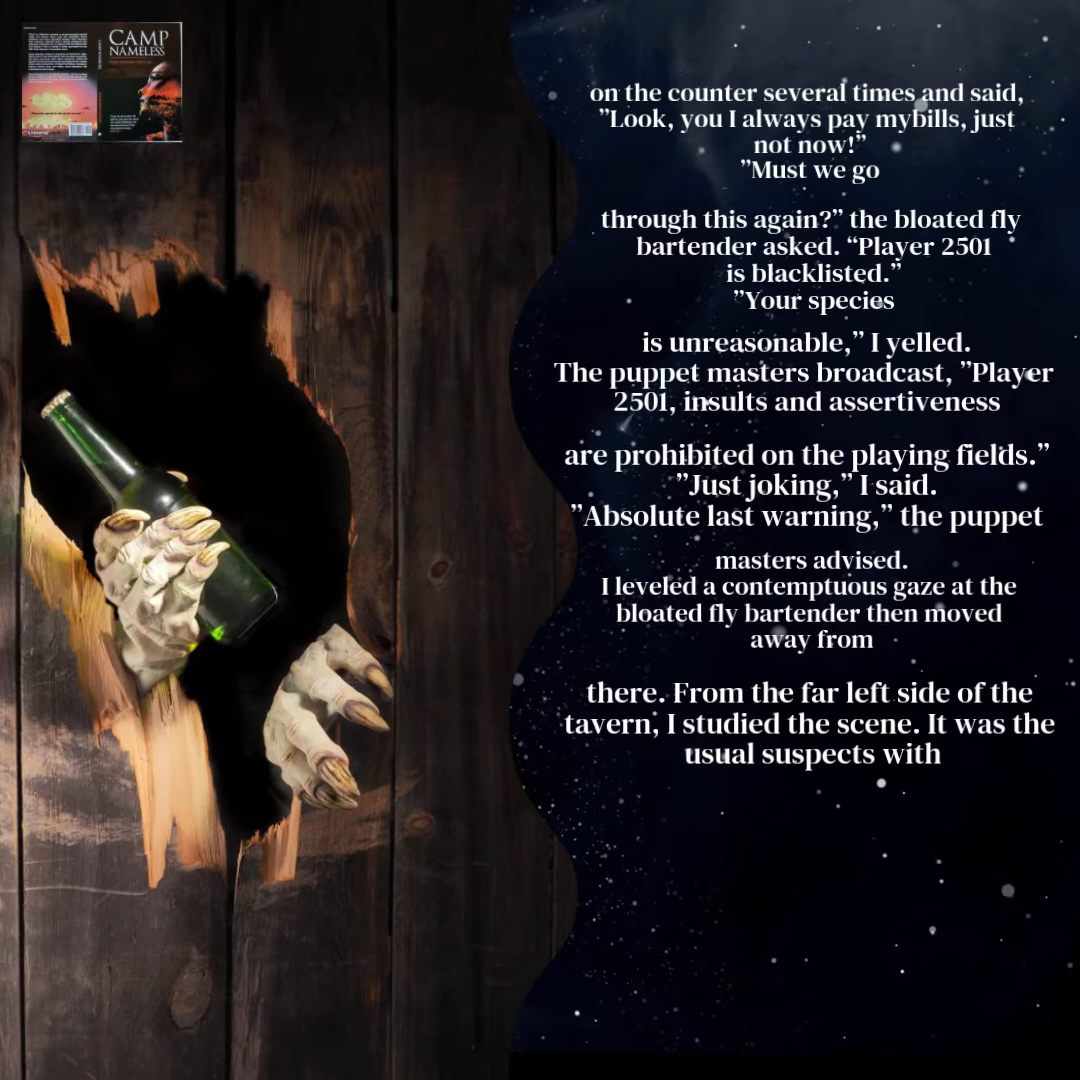 CAMP
NAMELESS
on the counter several times and said,
”Look, you I always pay mybills, just
not now!”
”Must we go
through this again?” the bloated fly
bartender asked. “Player 2501
is blacklisted.”
”Your species
is unreasonable,” I yelled.
The puppet masters broadcast, ”Player
2501, insults and assertiveness
are prohibited on the playing fields.”
”Just joking,” I said.
”Absolute last warning,” the puppet
masters advised.
I leveled a contemptuous gaze at the
bloated fly bartender then moved
away from
there. From the far left side of the
tavern, I studied the scene. It was the
usual suspects with